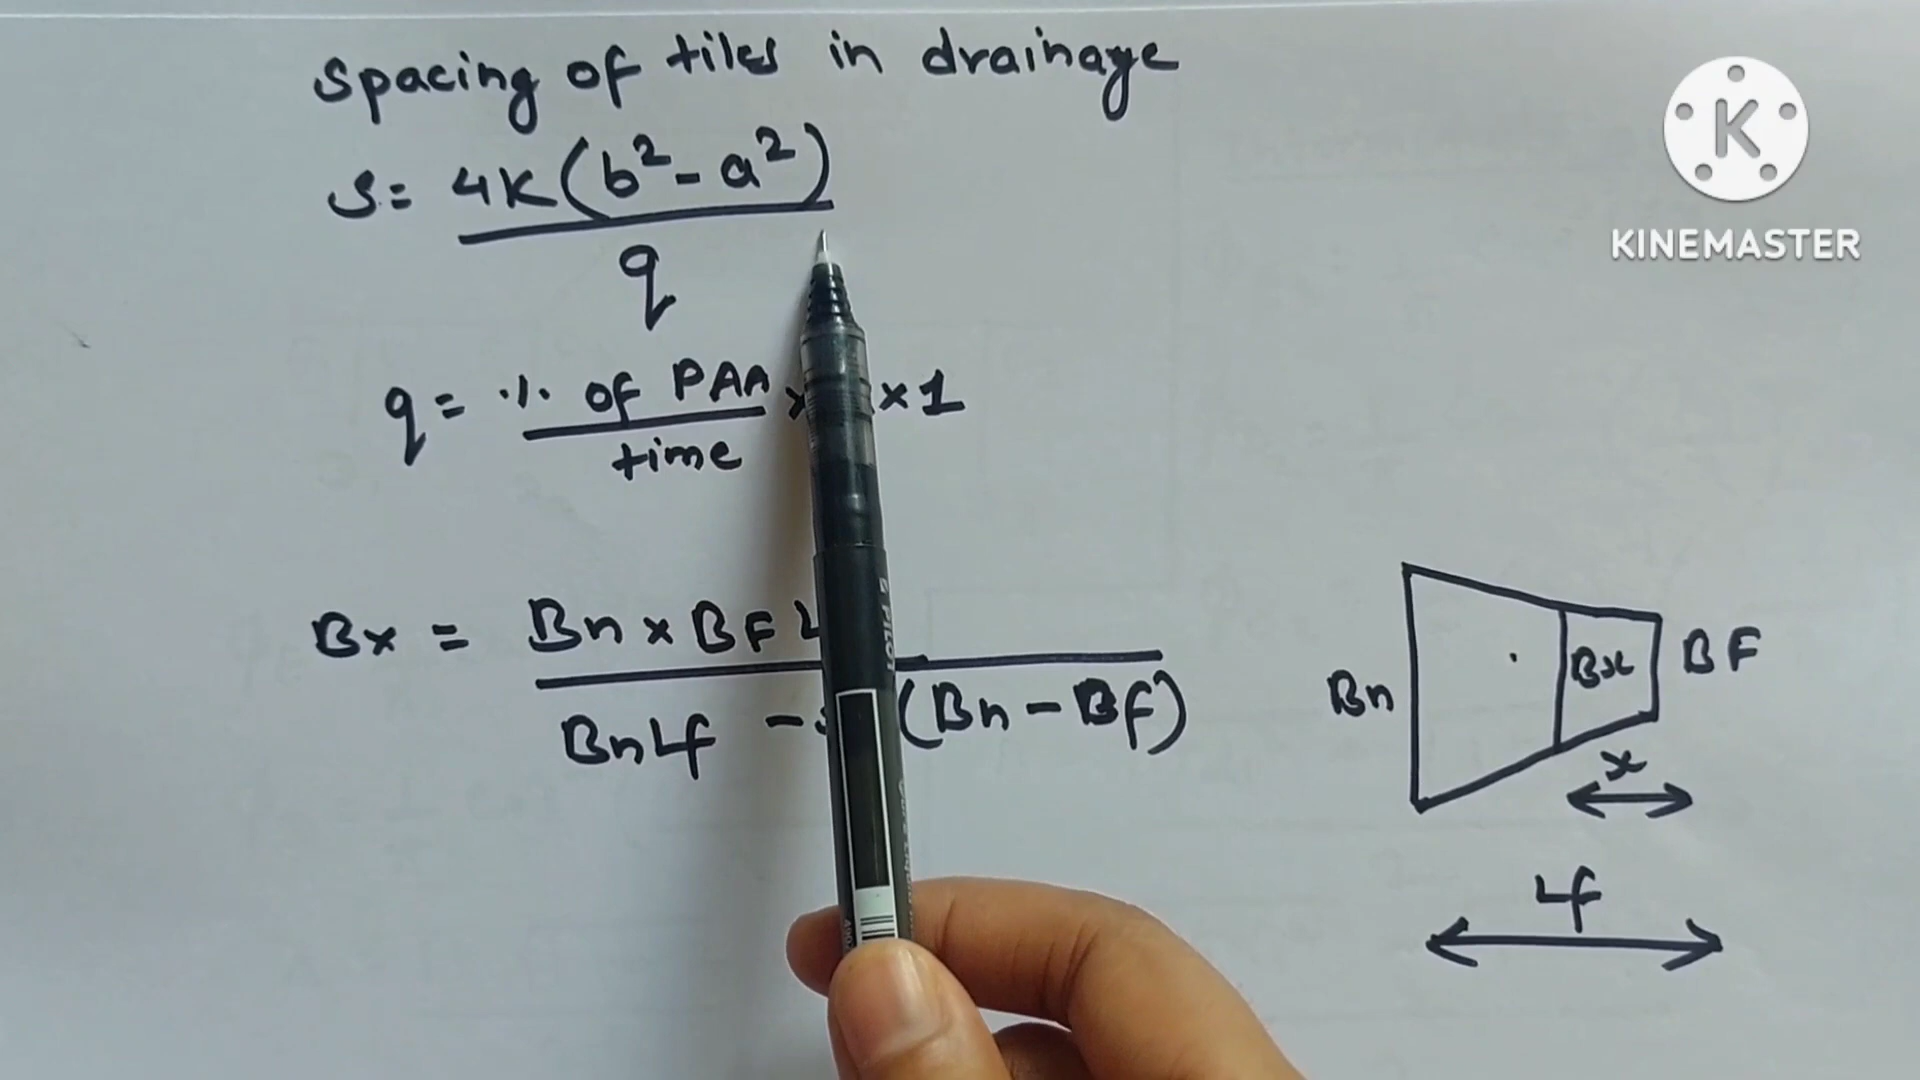 Spacing of tiles in drainage
S = 4K(b² - a²)
q
q = % of PAA × × 1
time
Bx = Bn × BF L
BnLf - (Bn - Bf)
Bn
Bx
BF
x
Lf
K
KINEMASTER
PILOT